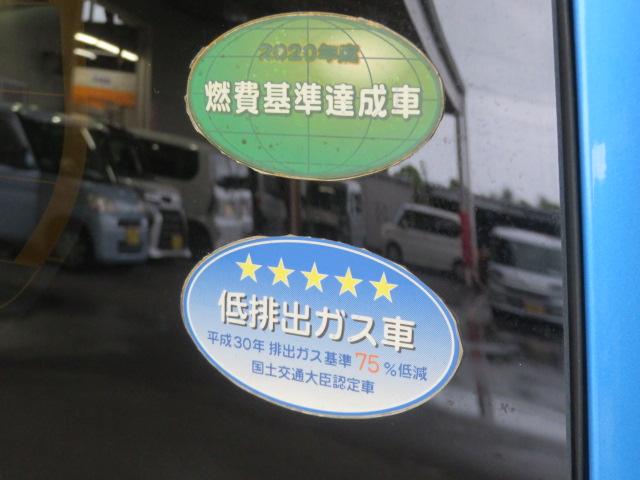 2020年度
燃費基準達成車
低排出ガス車
平成30年 排出ガス基準75%低減
国土交通大臣認定車